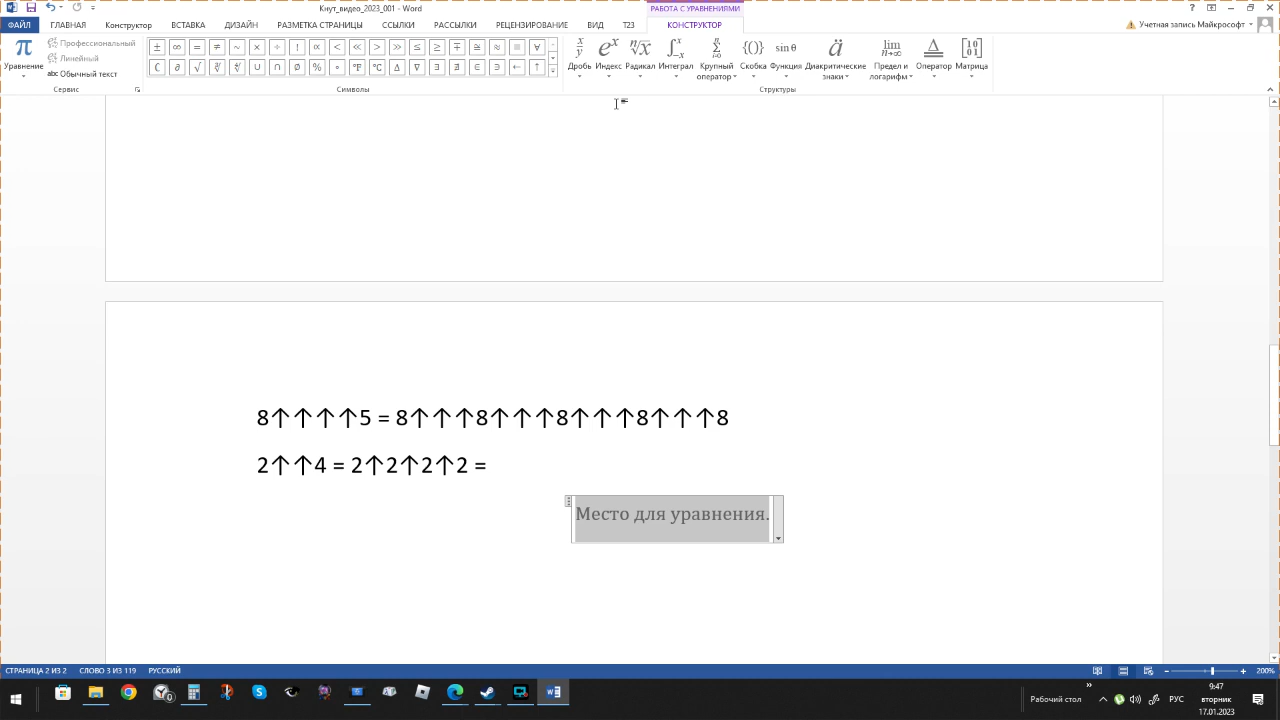 Кнут_видео_2023_001 - Word
РАБОТА С УРАВНЕНИЯМИ
ФАЙЛ ГЛАВНАЯ Конструктор ВСТАВКА ДИЗАЙН РАЗМЕТКА СТРАНИЦЫ ССЫЛКИ РАССЫЛКИ РЕЦЕНЗИРОВАНИЕ ВИД T23 КОНСТРУКТОР Учетная запись Майкрософт
π Уравнение
Профессиональный
Линейный
abc Обычный текст
Сервис
± ∞ = ≠ ~ × ÷ ! ∝ < ≪ > ≫ ≤ ≥ ∓ ≅ ≈ ≡ ∀
∁ ∂ √ ∛ ∜ ∪ ∩ ∅ % ° °F °C ∆ ∇ ∃ ∄ ∈ ∋ ← ↑
Символы
Дробь Индекс Радикал Интеграл Крупный оператор Скобка Функция Диакритические знаки Предел и логарифм Оператор Матрица
Структуры
8↑↑↑↑5 = 8↑↑↑8↑↑↑8↑↑↑8↑↑↑8
2↑↑4 = 2↑2↑2↑2 =
Место для уравнения.
СТРАНИЦА 2 ИЗ 2 СЛОВО 3 ИЗ 119 РУССКИЙ 200%
Рабочий стол РУС
9:47
вторник
17.01.2023